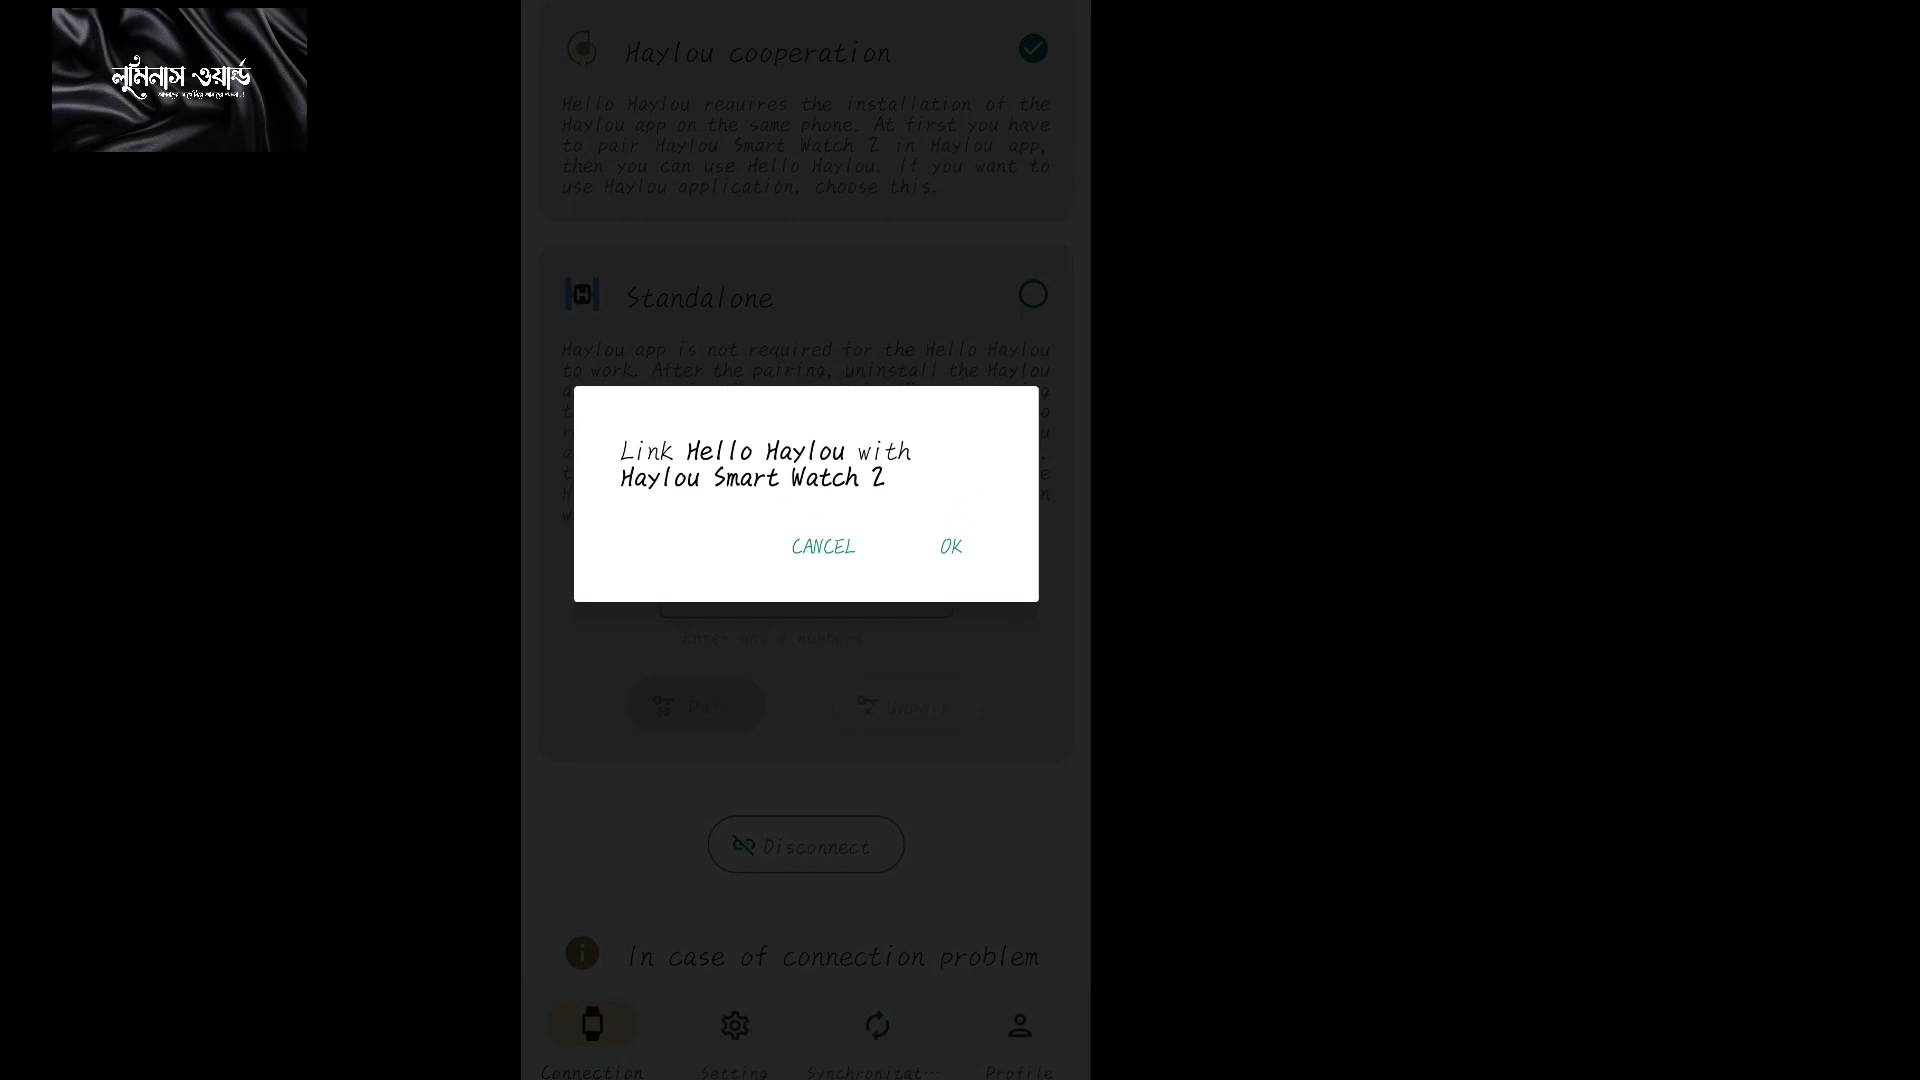 লুমিনাস ওয়ার্ল্ড
Haylou cooperation
Hello Haylou requires the installation of the
Haylou app on the same phone. At first you have
to pair Haylou Smart Watch 2 in Haylou app,
then you can use Hello Haylou. If you want to
use Haylou application, choose this.
Standalone
Haylou app is not required for the Hello Haylou
to work. After the pairing, uninstall the Haylou
Link Hello Haylou with
Haylou Smart Watch 2
CANCEL OK
Pair Unpair
Disconnect
In case of connection problem
Connection Setting Synchronizat... Profile